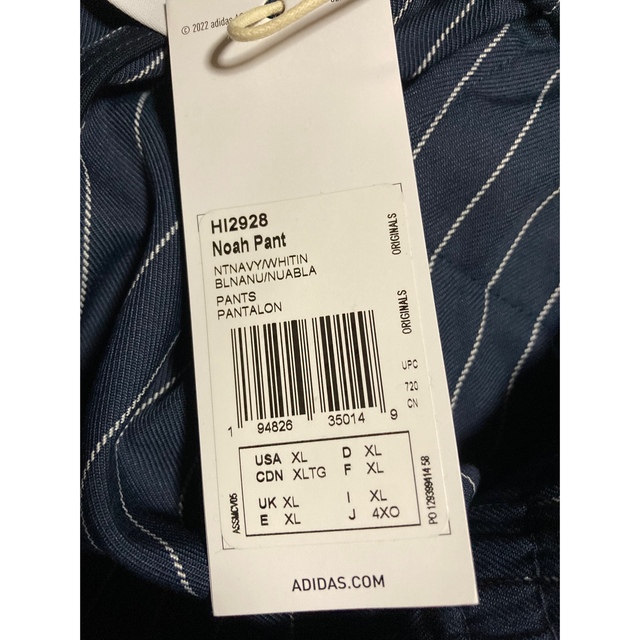 © 2022 adidas
HI2928
Noah Pant
NTNAVY/WHITIN
BLNANU/NUABLA
PANTS
PANTALON
ORIGINALS
ORIGINALS
UPC
720
CN
1 94826 35014 9
USA XL D XL
CDN XLTG F XL
UK XL I XL
E XL J 4XO
ASSMCV05
PO 129399414 58
ADIDAS.COM